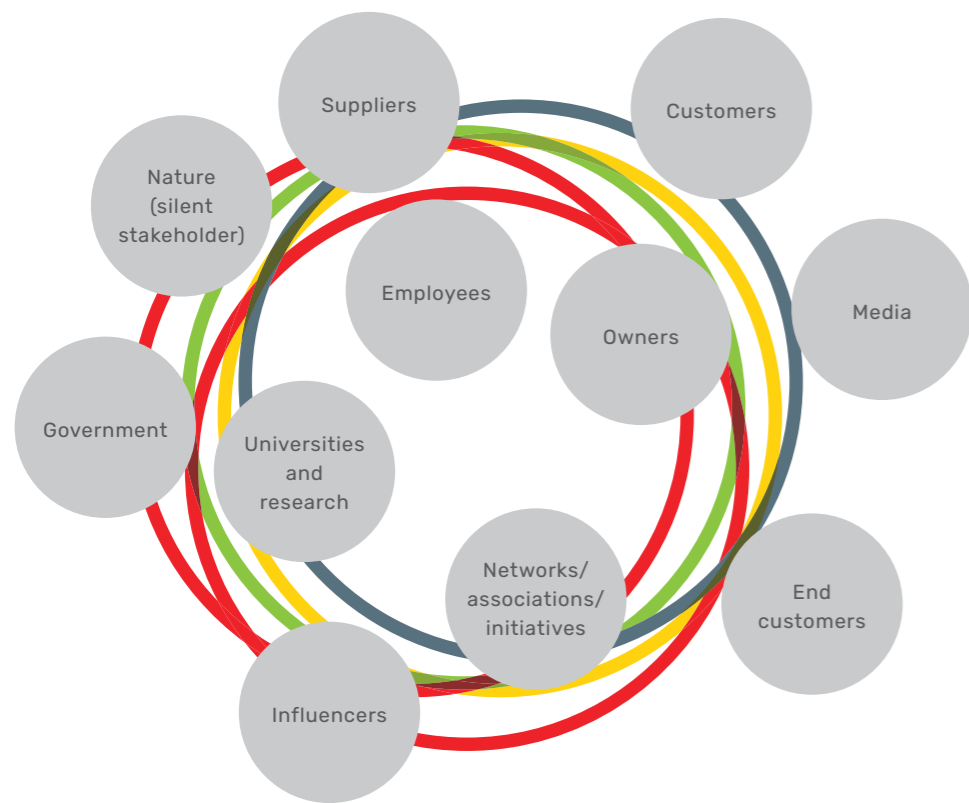 Suppliers
Customers
Nature
(silent
stakeholder)
Employees
Media
Owners
Government
Universities
and
research
Networks/
associations/
initiatives
End
customers
Influencers